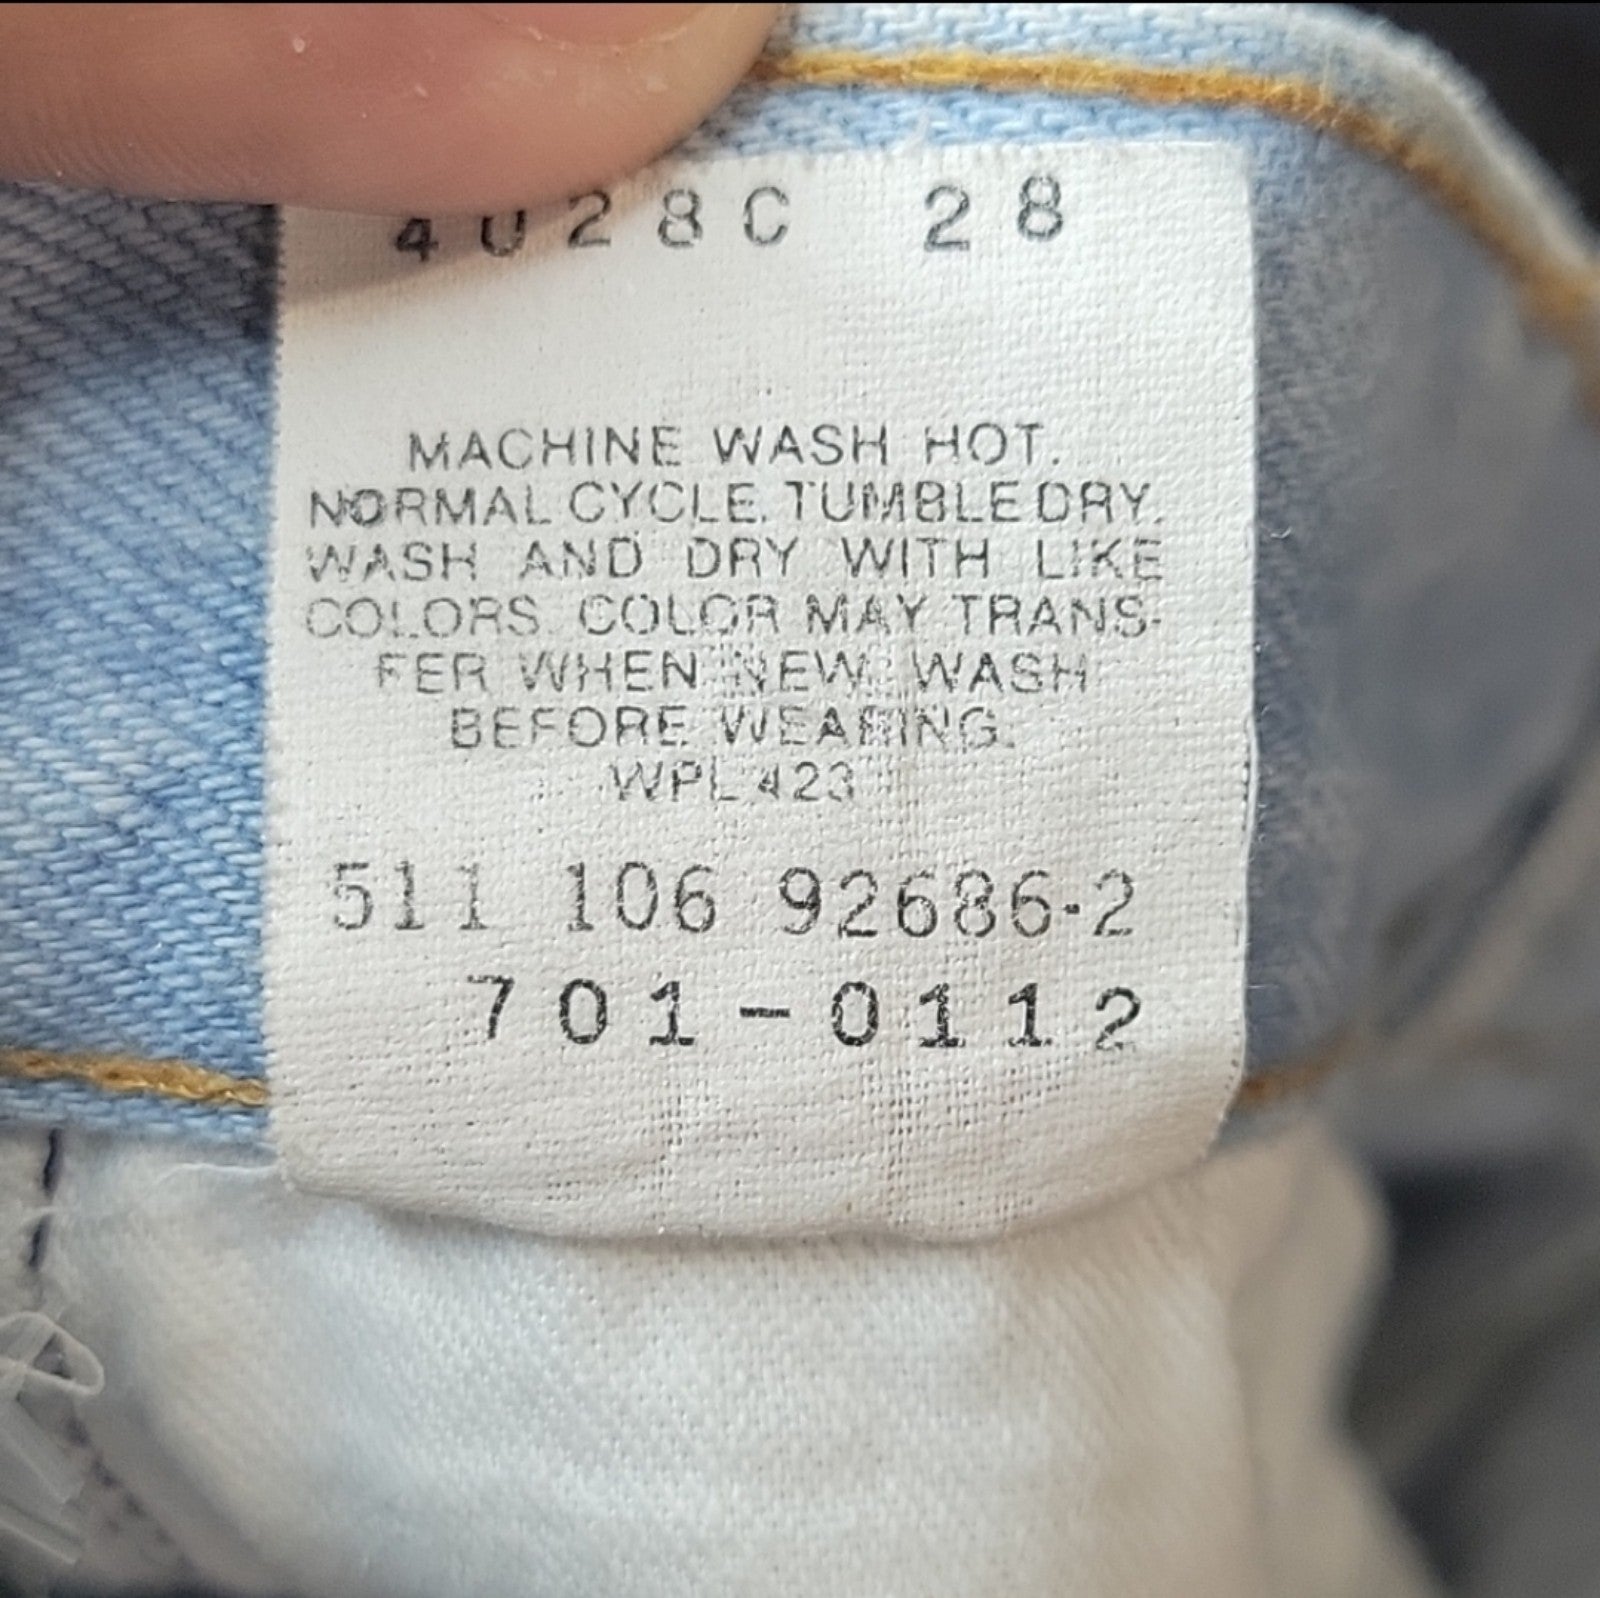 4028C 28
MACHINE WASH HOT.
NORMAL CYCLE. TUMBLE DRY.
WASH AND DRY WITH LIKE
COLORS. COLOR MAY TRANS-
FER WHEN NEW. WASH
BEFORE WEARING.
WPL 423
511 106 92686-2
701-0112